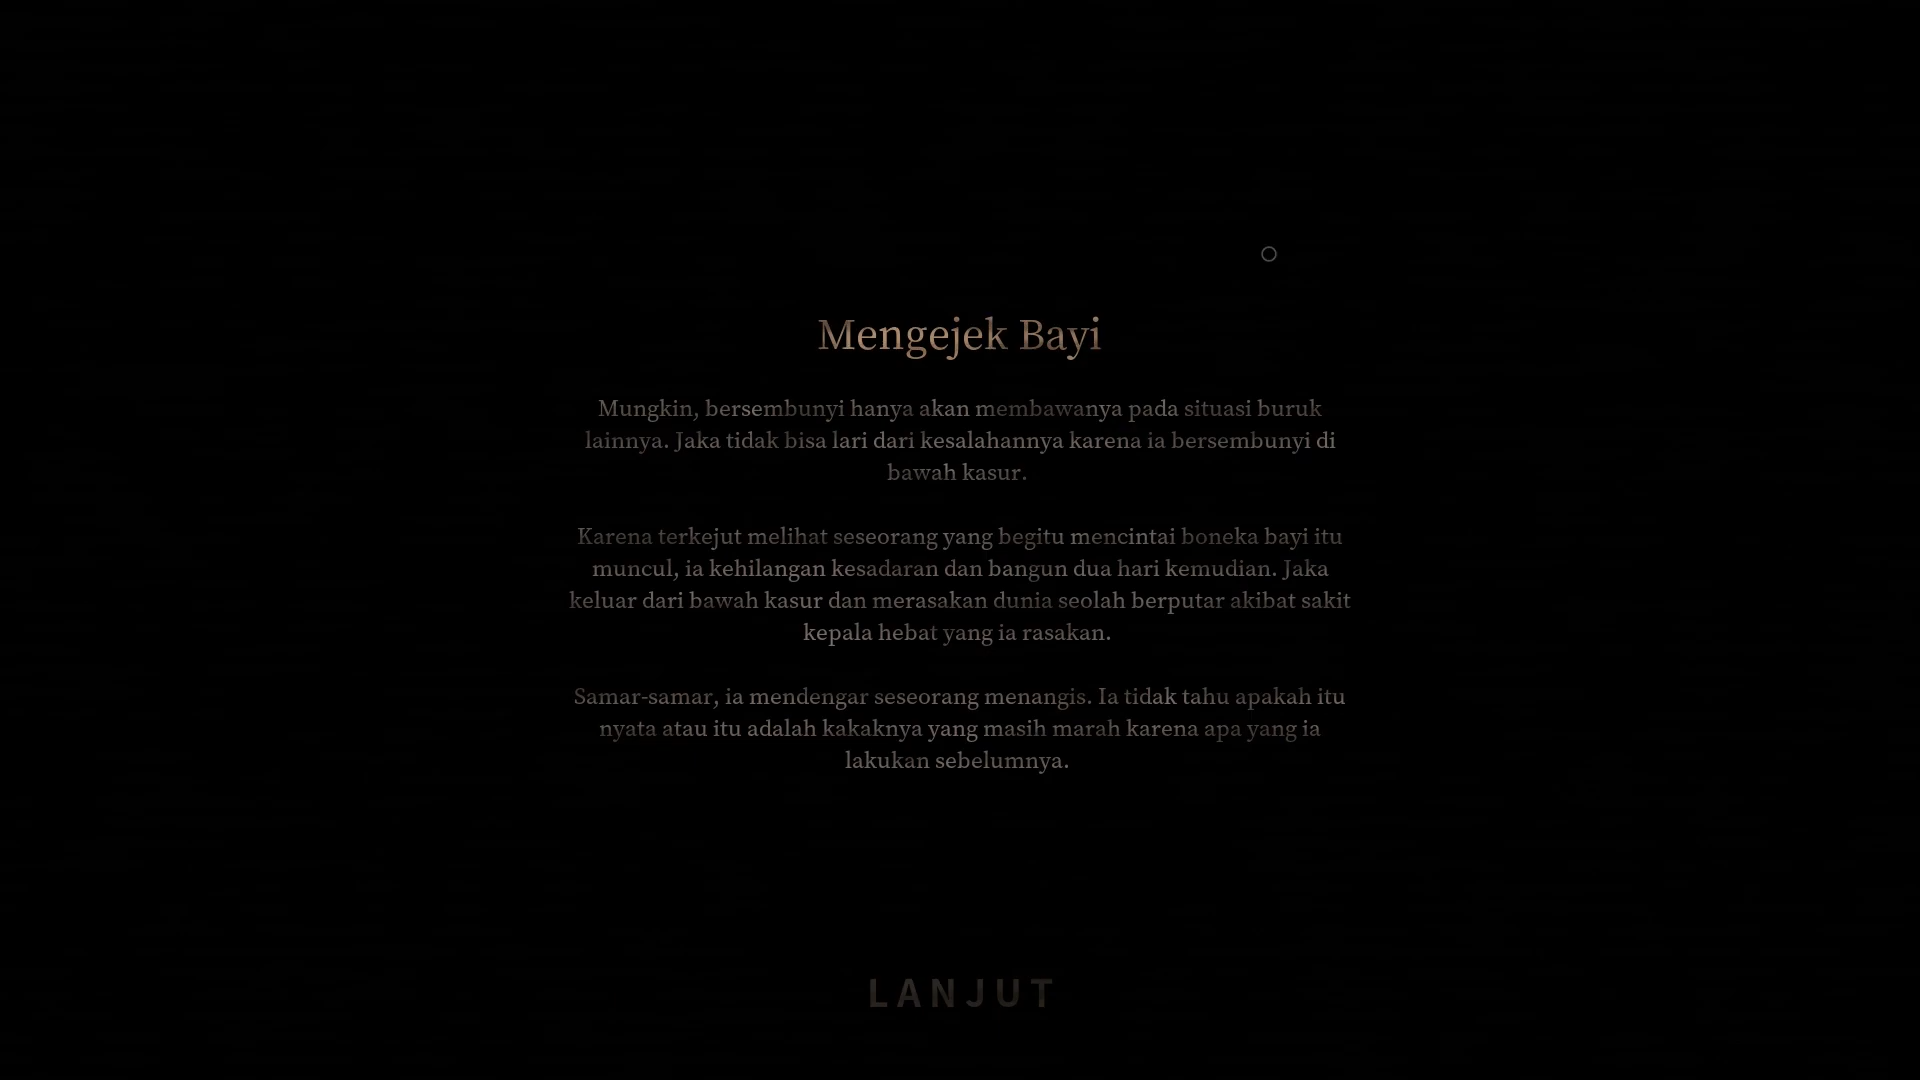 Mengejek Bayi
Mungkin, bersembunyi hanya akan membawanya pada situasi buruk
lainnya. Jaka tidak bisa lari dari kesalahannya karena ia bersembunyi di
bawah kasur.
Karena terkejut melihat seseorang yang begitu mencintai boneka bayi itu
muncul, ia kehilangan kesadaran dan bangun dua hari kemudian. Jaka
keluar dari bawah kasur dan merasakan dunia seolah berputar akibat sakit
kepala hebat yang ia rasakan.
Samar-samar, ia mendengar seseorang menangis. Ia tidak tahu apakah itu
nyata atau itu adalah kakaknya yang masih marah karena apa yang ia
lakukan sebelumnya.
LANJUT